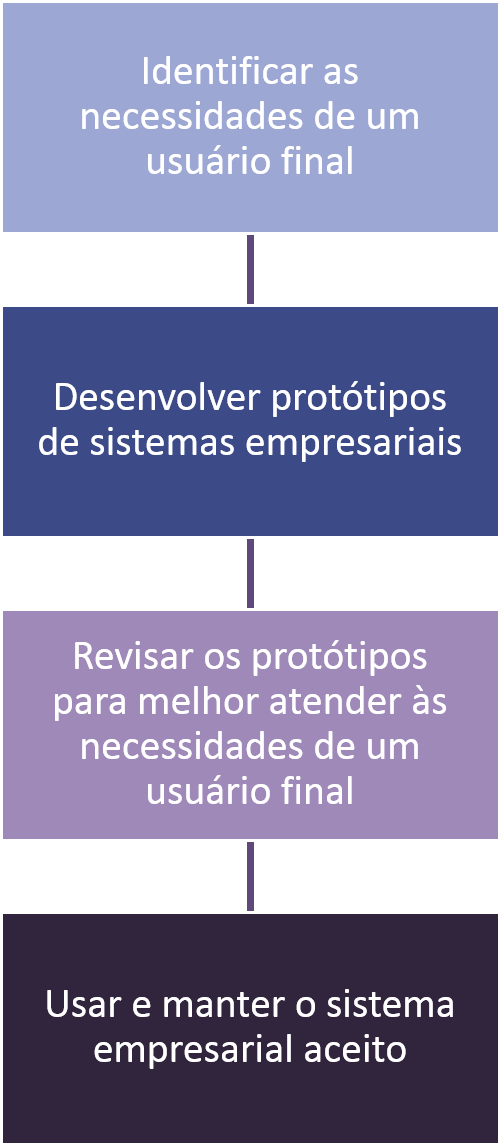 Identificar as
necessidades de um
usuário final
Desenvolver protótipos
de sistemas empresariais
Revisar os protótipos
para melhor atender às
necessidades de um
usuário final
Usar e manter o sistema
empresarial aceito